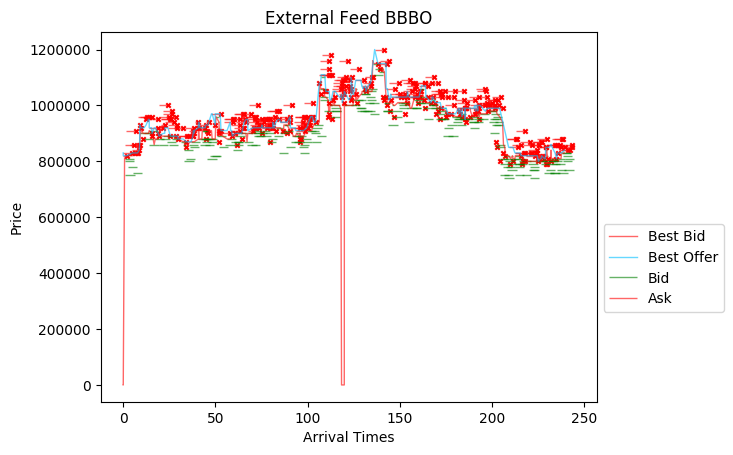 External Feed BBBO
1200000
1000000
800000
600000
400000
200000
0
Price
0 50 100 150 200 250
Arrival Times
Best Bid
Best Offer
Bid
Ask